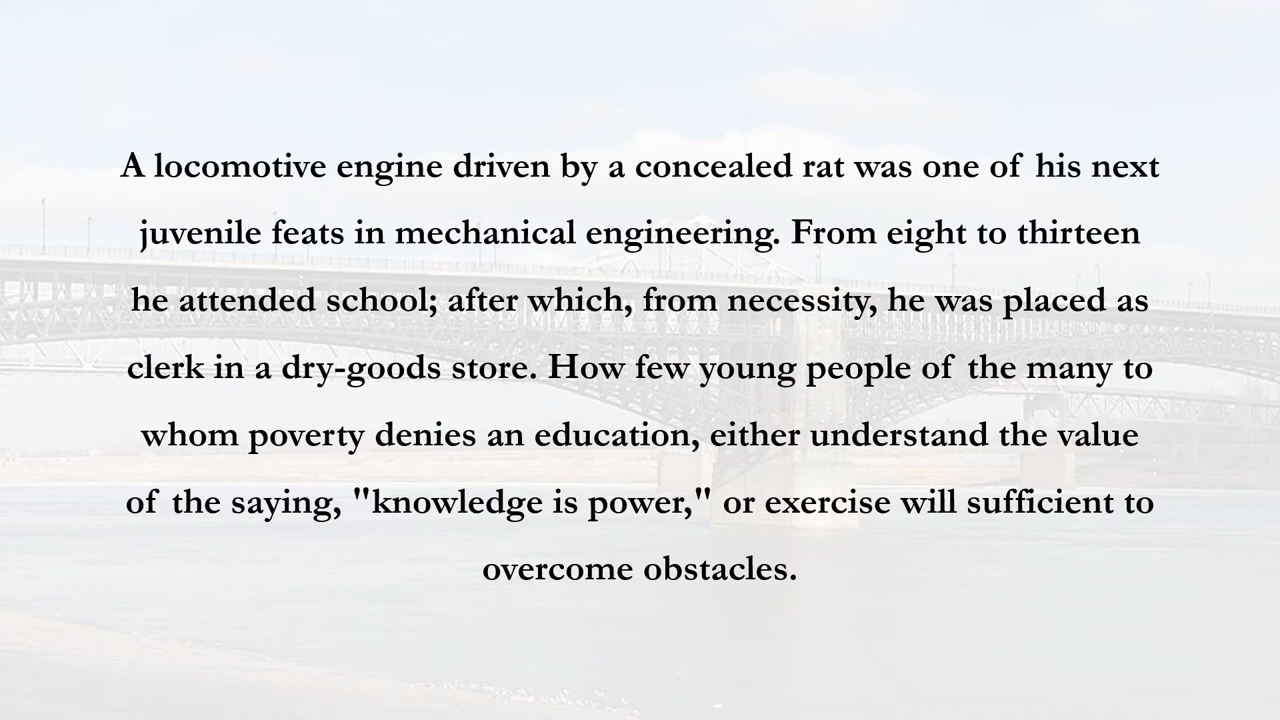 A locomotive engine driven by a concealed rat was one of his next
juvenile feats in mechanical engineering. From eight to thirteen
he attended school; after which, from necessity, he was placed as
clerk in a dry-goods store. How few young people of the many to
whom poverty denies an education, either understand the value
of the saying, "knowledge is power," or exercise will sufficient to
overcome obstacles.